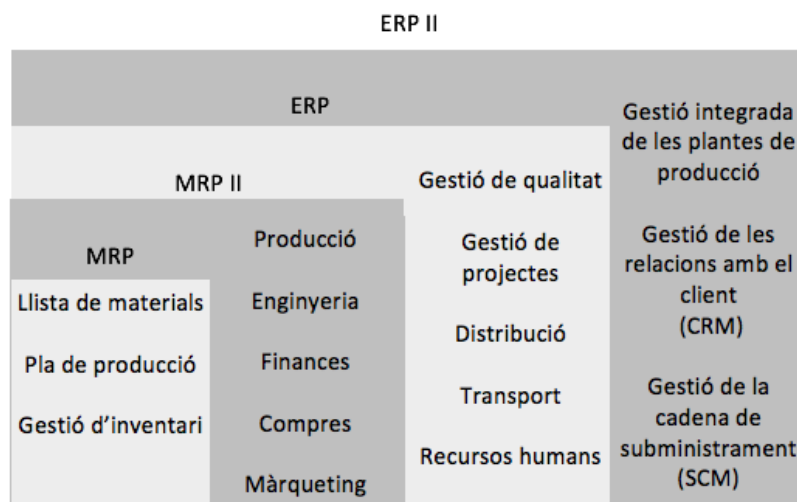 ERP II
ERP
MRP II
MRP
Llista de materials
Pla de producció
Gestió d'inventari
Producció
Enginyeria
Finances
Compres
Màrqueting
Gestió de qualitat
Gestió de
projectes
Distribució
Transport
Recursos humans
Gestió integrada
de les plantes de
producció
Gestió de les
relacions amb el
client
(CRM)
Gestió de la
cadena de
subministrament
(SCM)